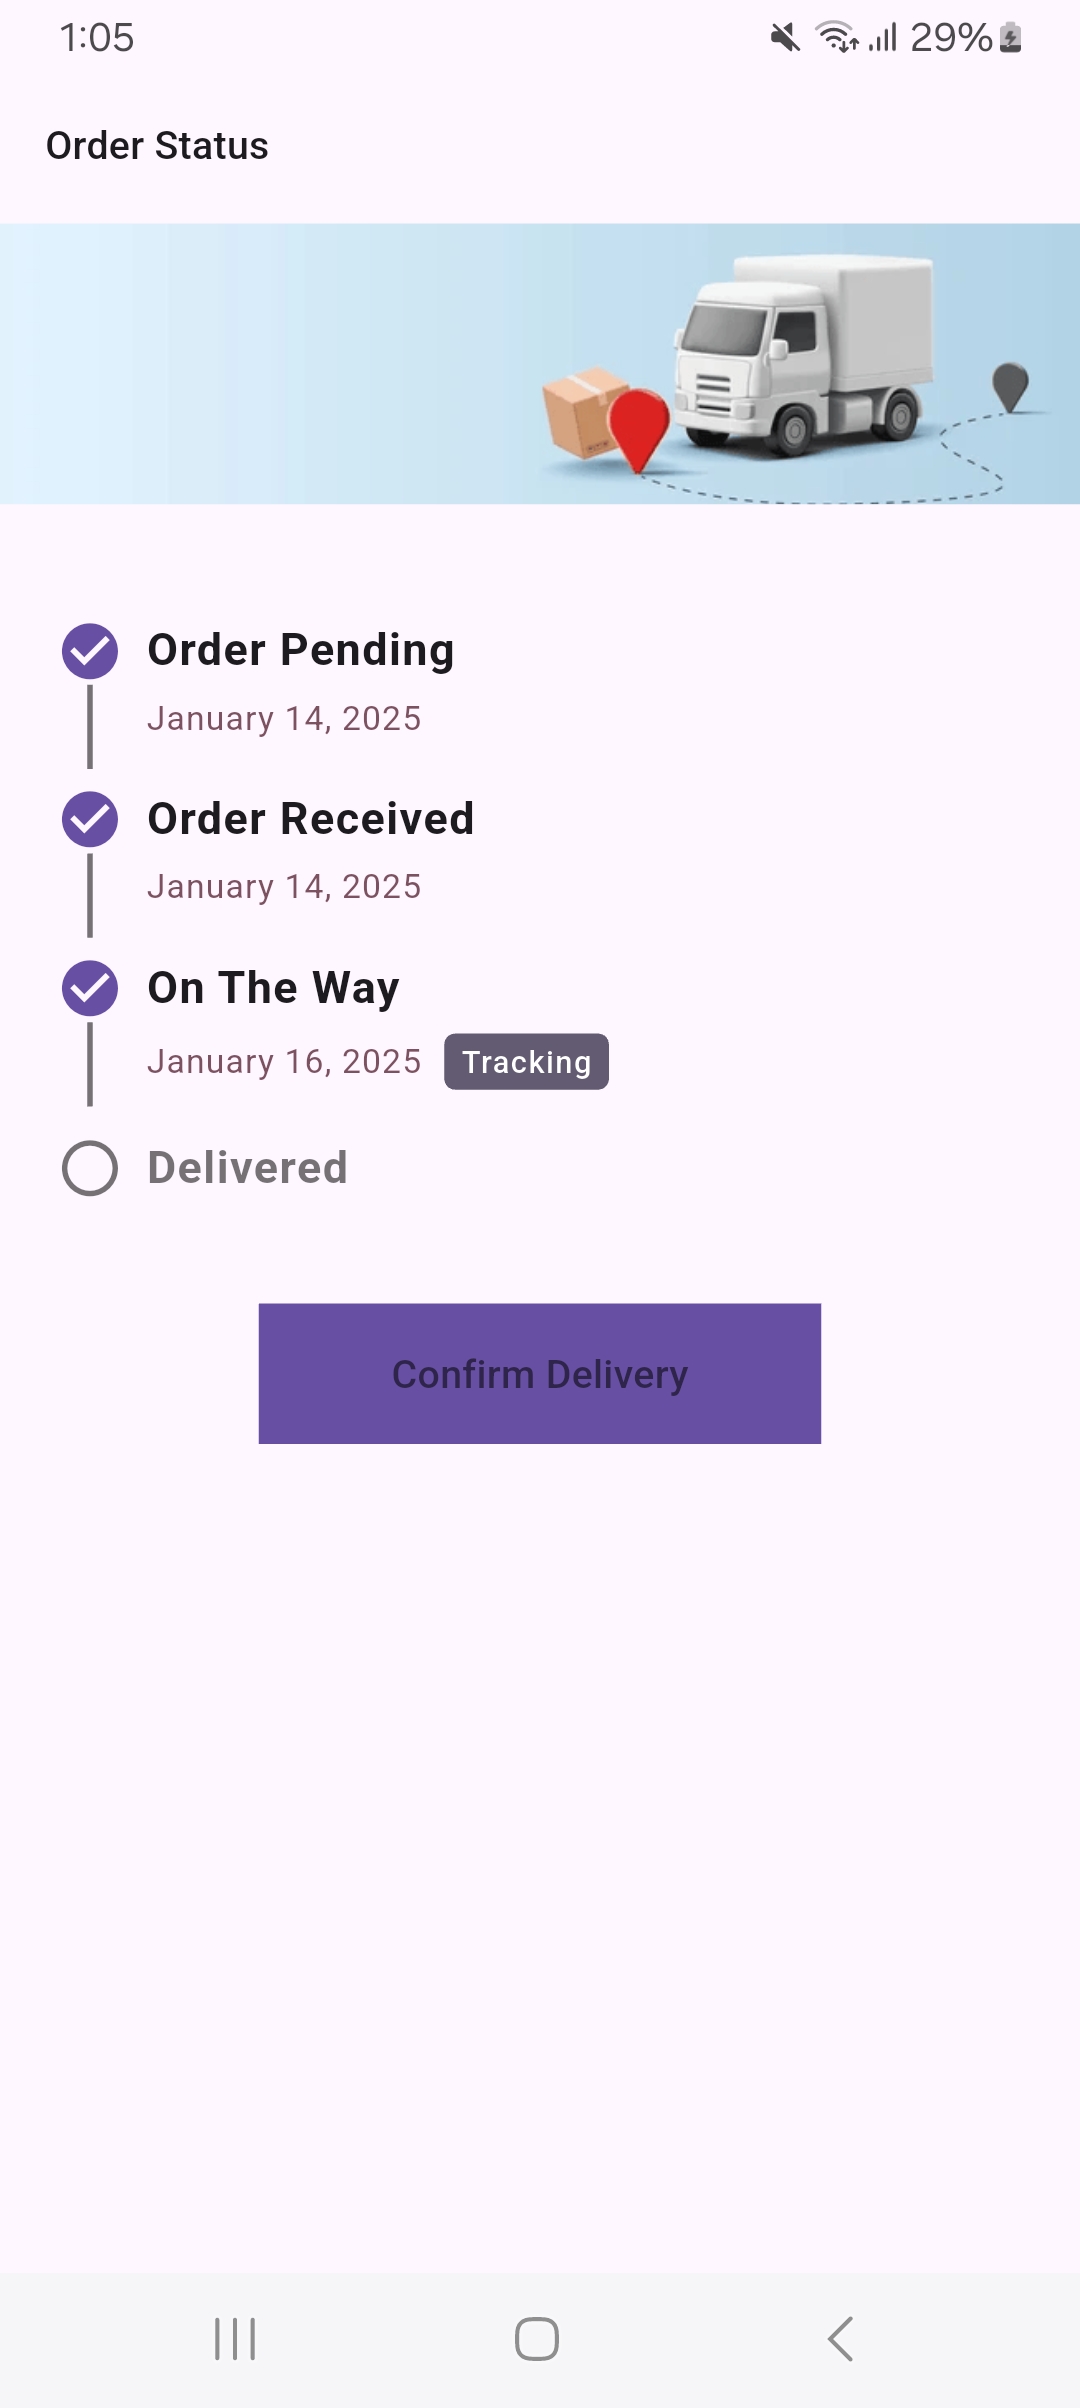 1:05
29%
Order Status
Order Pending
January 14, 2025
Order Received
January 14, 2025
On The Way
January 16, 2025 Tracking
Delivered
Confirm Delivery